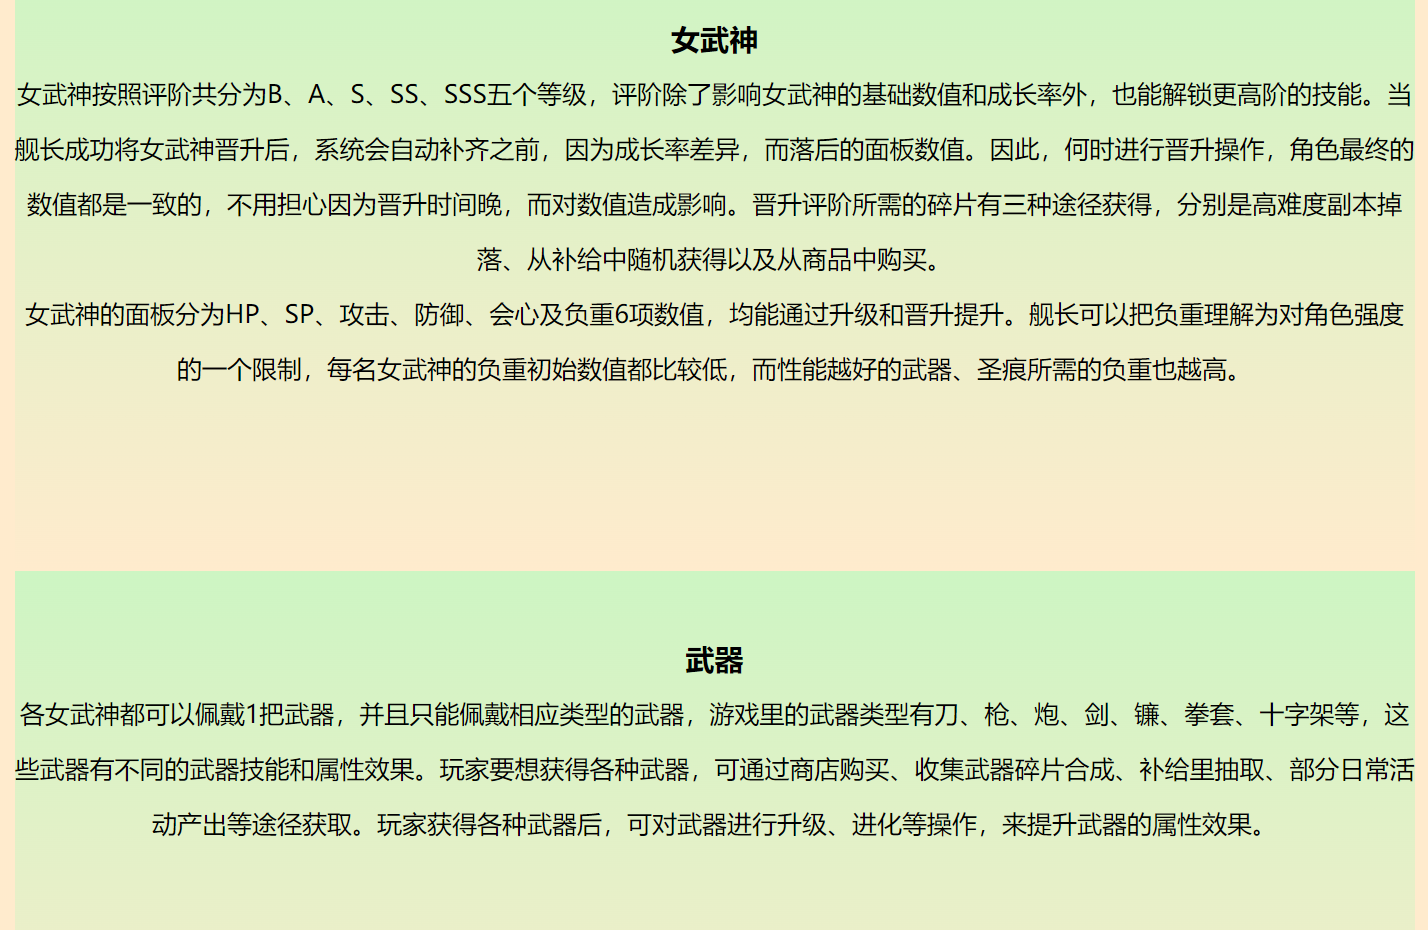 女武神
女武神按照评阶共分为B、A、S、SS、SSS五个等级，评阶除了影响女武神的基础数值和成长率外，也能解锁更高阶的技能。当
舰长成功将女武神晋升后，系统会自动补齐之前，因为成长率差异，而落后的面板数值。因此，何时进行晋升操作，角色最终的
数值都是一致的，不用担心因为晋升时间晚，而对数值造成影响。晋升评阶所需的碎片有三种途径获得，分别是高难度副本掉
落、从补给中随机获得以及从商品中购买。
女武神的面板分为HP、SP、攻击、防御、会心及负重6项数值，均能通过升级和晋升提升。舰长可以把负重理解为对角色强度
的一个限制，每名女武神的负重初始数值都比较低，而性能越好的武器、圣痕所需的负重也越高。
武器
各女武神都可以佩戴1把武器，并且只能佩戴相应类型的武器，游戏里的武器类型有刀、枪、炮、剑、镰、拳套、十字架等，这
些武器有不同的武器技能和属性效果。玩家要想获得各种武器，可通过商店购买、收集武器碎片合成、补给里抽取、部分日常活
动产出等途径获取。玩家获得各种武器后，可对武器进行升级、进化等操作，来提升武器的属性效果。